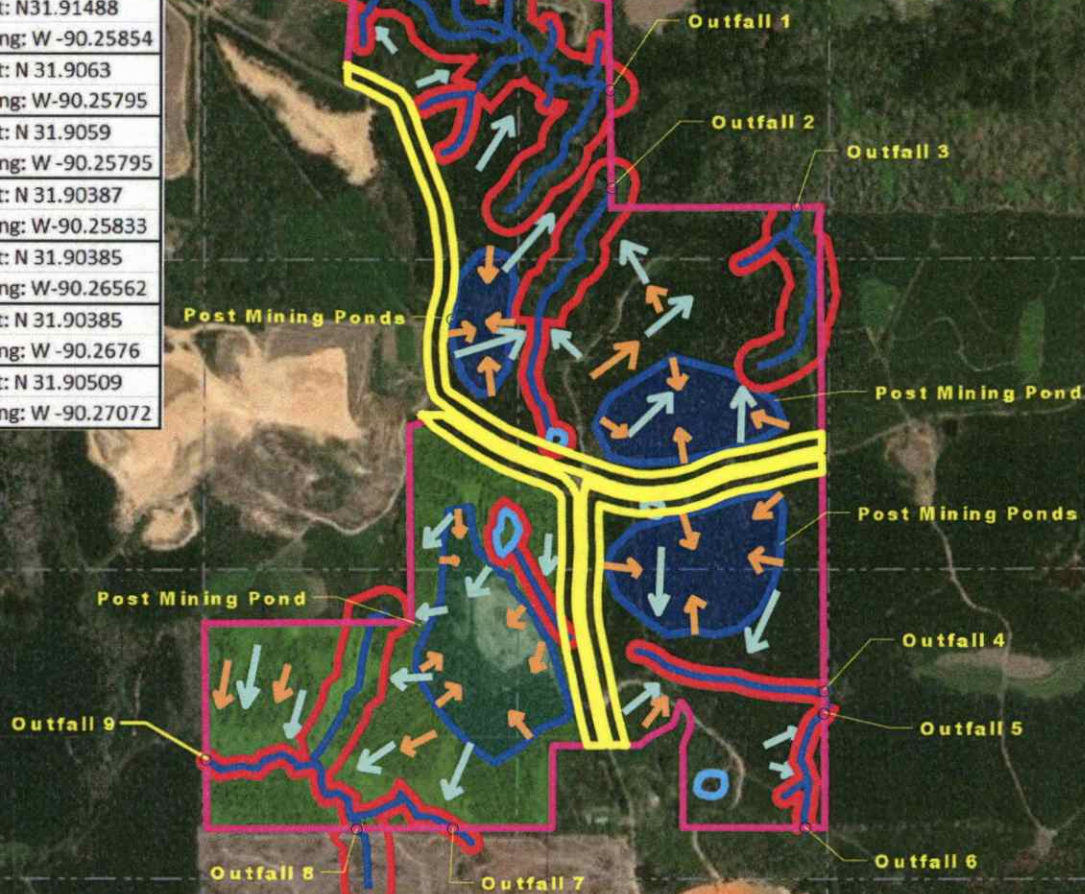 t: N31.91488
ng: W -90.25854
t: N 31.9063
ng: W-90.25795
t: N 31.9059
ng: W -90.25795
t: N 31.90387
ng: W-90.25833
t: N 31.90385
ng: W-90.26562
t: N 31.90385
ng: W -90.2676
t: N 31.90509
ng: W -90.27072
Outfall 1
Outfall 2
Outfall 3
Post Mining Ponds
Post Mining Pond
Post Mining Ponds
Post Mining Pond
Outfall 4
Outfall 9
Outfall 5
Outfall 6
Outfall 8
Outfall 7